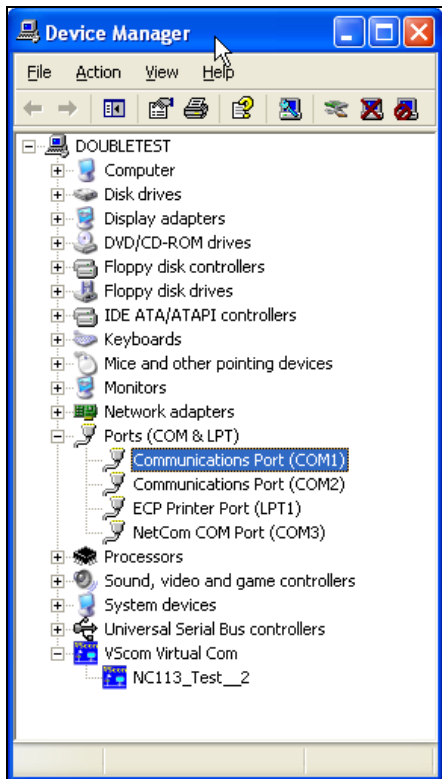 Device Manager
File Action View Help
DOUBLETEST
Computer
Disk drives
Display adapters
DVD/CD-ROM drives
Floppy disk controllers
Floppy disk drives
IDE ATA/ATAPI controllers
Keyboards
Mice and other pointing devices
Monitors
Network adapters
Ports (COM & LPT)
Communications Port (COM1)
Communications Port (COM2)
ECP Printer Port (LPT1)
NetCom COM Port (COM3)
Processors
Sound, video and game controllers
System devices
Universal Serial Bus controllers
VScom Virtual Com
NC113_Test__2